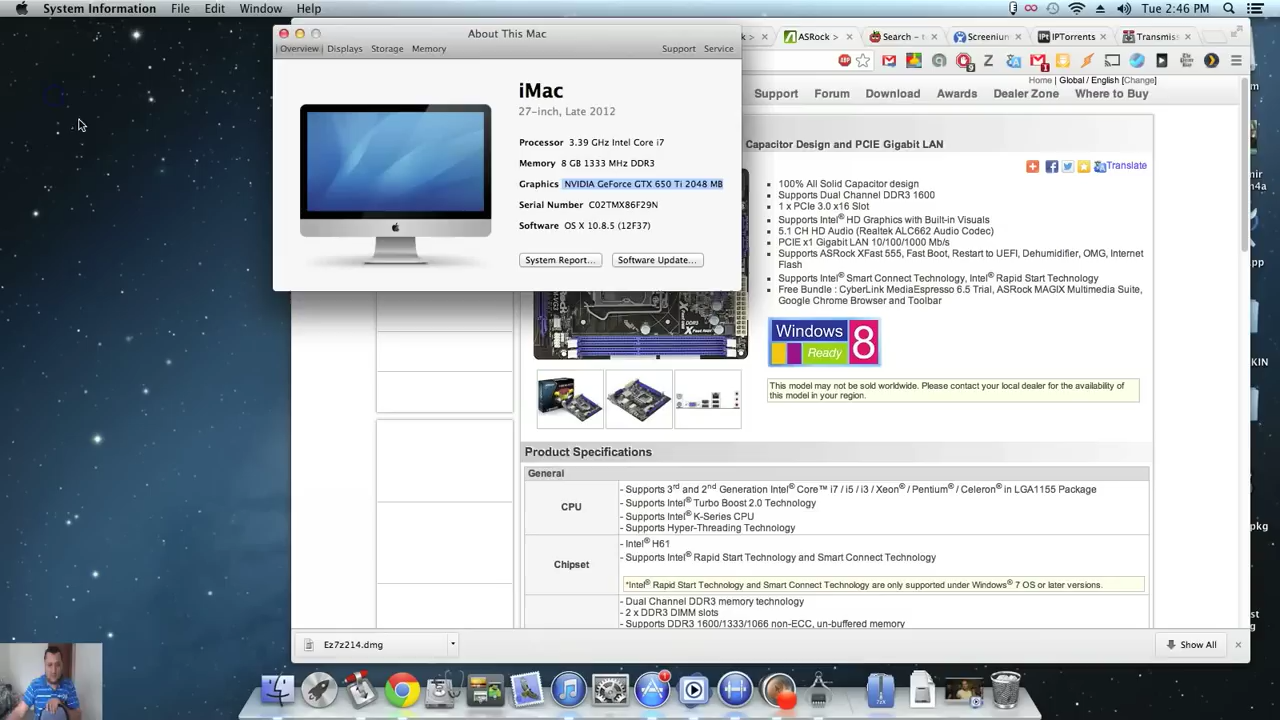 System Information File Edit Window Help
Tue 2:46 PM
About This Mac
Overview Displays Storage Memory Support Service
iMac
27-inch, Late 2012
Processor 3.39 GHz Intel Core i7
Memory 8 GB 1333 MHz DDR3
Graphics NVIDIA GeForce GTX 650 Ti 2048 MB
Serial Number C02TMX86F29N
Software OS X 10.8.5 (12F37)
System Report... Software Update...
ASRock > Search – Screeniu IPTorrents Transmis
Home | Global / English [Change]
Support Forum Download Awards Dealer Zone Where to Buy
Capacitor Design and PCIE Gigabit LAN
Translate
100% All Solid Capacitor design
Supports Dual Channel DDR3 1600
1 x PCIe 3.0 x16 Slot
Supports Intel® HD Graphics with Built-in Visuals
5.1 CH HD Audio (Realtek ALC662 Audio Codec)
PCIE x1 Gigabit LAN 10/100/1000 Mb/s
Supports ASRock XFast 555, Fast Boot, Restart to UEFI, Dehumidifier, OMG, Internet
Flash
Supports Intel® Smart Connect Technology, Intel® Rapid Start Technology
Free Bundle : CyberLink MediaEspresso 6.5 Trial, ASRock MAGIX Multimedia Suite,
Google Chrome Browser and Toolbar
Windows 8
Ready
This model may not be sold worldwide. Please contact your local dealer for the availability of
this model in your region.
Product Specifications
General
CPU
- Supports 3rd and 2nd Generation Intel® Core™ i7 / i5 / i3 / Xeon® / Pentium® / Celeron® in LGA1155 Package
- Supports Intel® Turbo Boost 2.0 Technology
- Supports Intel® K-Series CPU
- Supports Hyper-Threading Technology
Chipset
- Intel® H61
- Supports Intel® Rapid Start Technology and Smart Connect Technology
*Intel® Rapid Start Technology and Smart Connect Technology are only supported under Windows® 7 OS or later versions.
- Dual Channel DDR3 memory technology
- 2 x DDR3 DIMM slots
- Supports DDR3 1600/1333/1066 non-ECC, un-buffered memory
Ez7z214.dmg
Show All